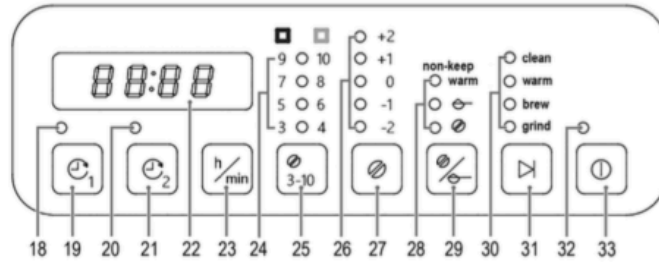 +2
9 10 +1 non-keep clean
88:88 7 8 0 warm warm
5 6 -1 brew
3 4 -2 grind
1 2 h/min 3-10
18 19 20 21 22 23 24 25 26 27 28 29 30 31 32 33